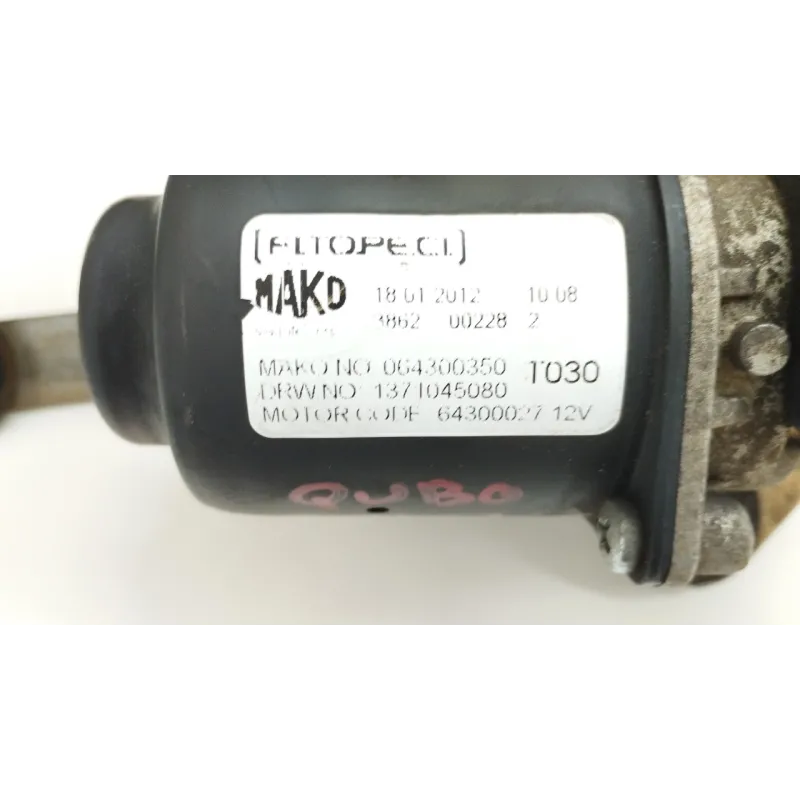 [F.I.T.O.P.E.C.I.]
MAKO 18 01 2012 10 08
3862 00228 2
MAKO NO 064300350 T030
DRW NO 1371045080
MOTOR CODE 64300027 12V
QUBO